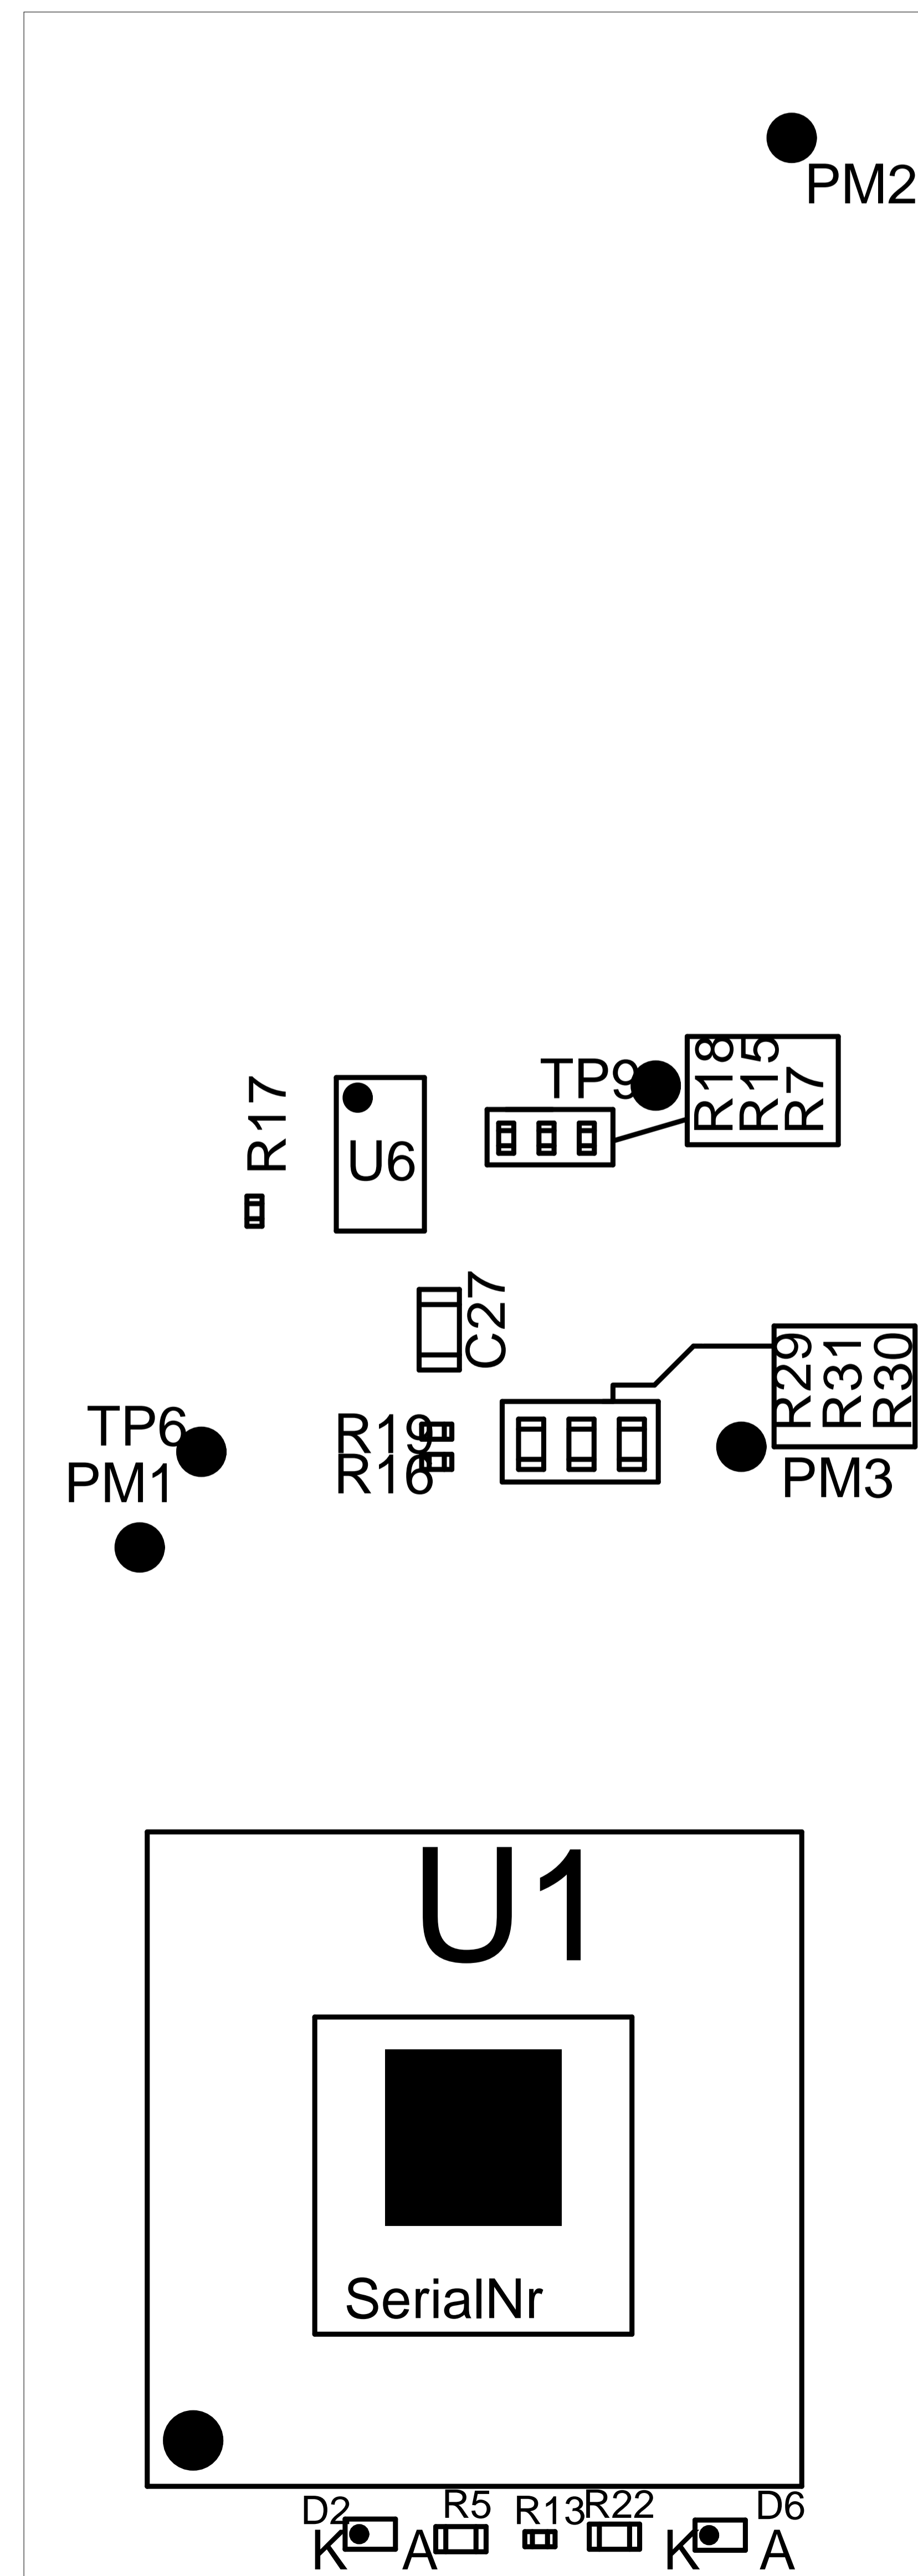 PM2
TP9
R18
R15
R7
R17
U6
C27
R29
R31
R30
TP6
R19
PM1
R16
PM3
U1
SerialNr
D2
R5
R13
R22
D6
K
A
K
A